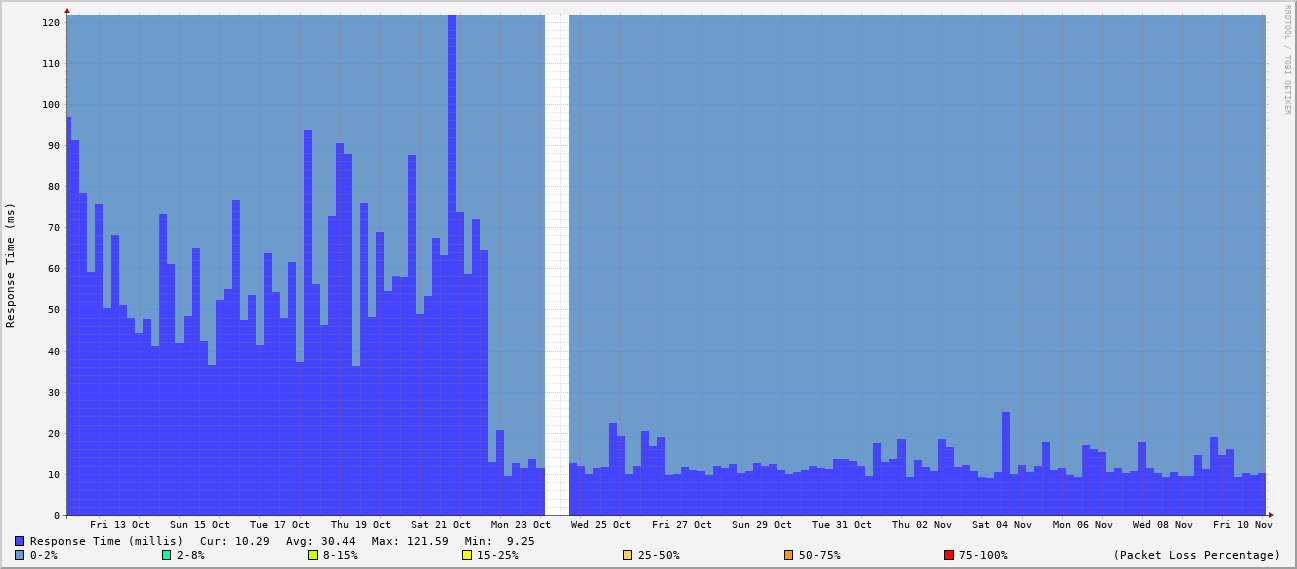 RRDTOOL / TOBI OETIKER
Response Time (ms)
120
110
100
90
80
70
60
50
40
30
20
10
0
Fri 13 Oct Sun 15 Oct Tue 17 Oct Thu 19 Oct Sat 21 Oct Mon 23 Oct Wed 25 Oct Fri 27 Oct Sun 29 Oct Tue 31 Oct Thu 02 Nov Sat 04 Nov Mon 06 Nov Wed 08 Nov Fri 10 Nov
Response Time (millis) Cur: 10.29 Avg: 30.44 Max: 121.59 Min: 9.25
0-2% 2-8% 8-15% 15-25% 25-50% 50-75% 75-100% (Packet Loss Percentage)